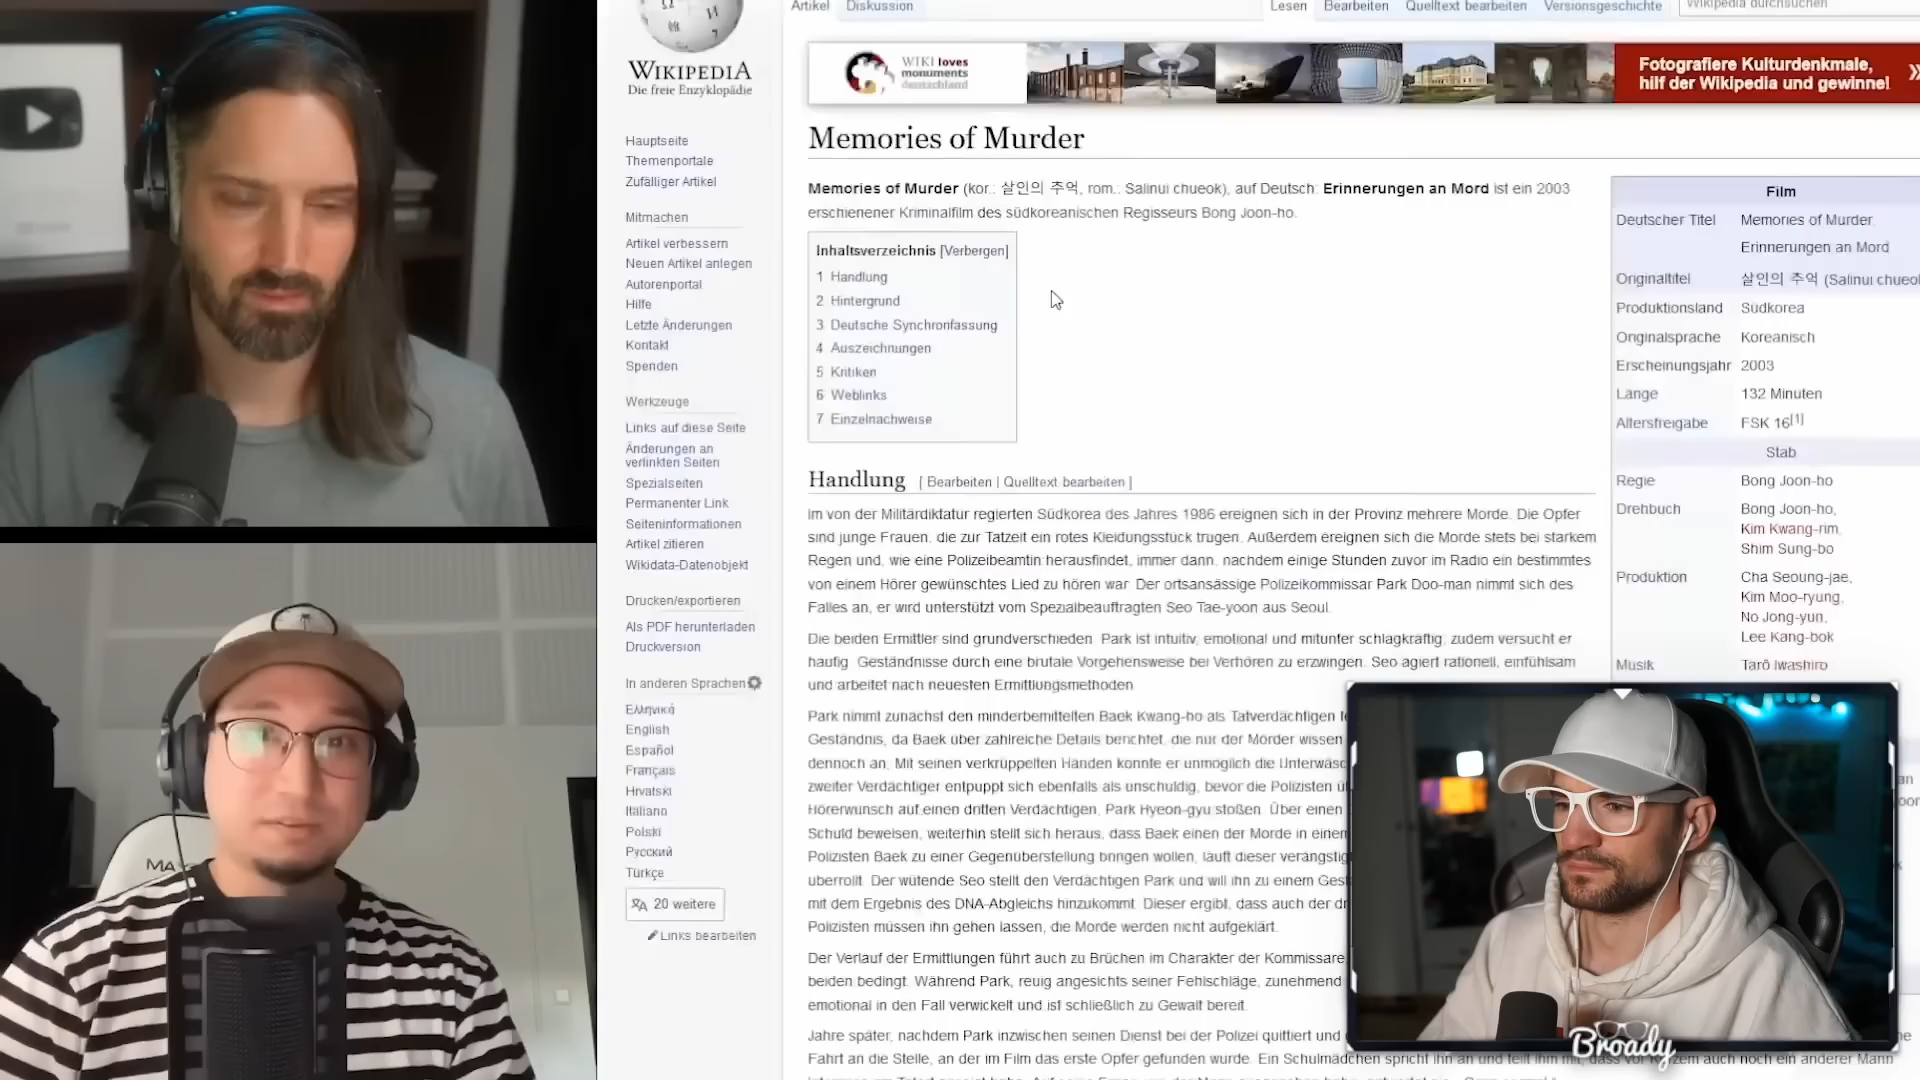 Artikel Diskussion Lesen Bearbeiten Quelltext bearbeiten Versionsgeschichte Wikipedia durchsuchen
WIKIPEDIA
Die freie Enzyklopädie
WIKI loves
monuments
deutschland
Fotografiere Kulturdenkmale,
hilf der Wikipedia und gewinne!
Hauptseite
Themenportale
Zufälliger Artikel
Mitmachen
Artikel verbessern
Neuen Artikel anlegen
Autorenportal
Hilfe
Letzte Änderungen
Kontakt
Spenden
Werkzeuge
Links auf diese Seite
Änderungen an
verlinkten Seiten
Spezialseiten
Permanenter Link
Seiteninformationen
Artikel zitieren
Wikidata-Datenobjekt
Drucken/exportieren
Als PDF herunterladen
Druckversion
In anderen Sprachen
Ελληνικά
English
Español
Français
Hrvatski
Italiano
Polski
Русский
Türkçe
20 weitere
Links bearbeiten
Memories of Murder
Memories of Murder (kor.: 살인의 추억, rom.: Salinui chueok), auf Deutsch: Erinnerungen an Mord ist ein 2003
erschienener Kriminalfilm des südkoreanischen Regisseurs Bong Joon-ho.
Inhaltsverzeichnis [Verbergen]
1 Handlung
2 Hintergrund
3 Deutsche Synchronfassung
4 Auszeichnungen
5 Kritiken
6 Weblinks
7 Einzelnachweise
Handlung [ Bearbeiten | Quelltext bearbeiten ]
Im von der Militärdiktatur regierten Südkorea des Jahres 1986 ereignen sich in der Provinz mehrere Morde. Die Opfer
sind junge Frauen, die zur Tatzeit ein rotes Kleidungsstück trugen. Außerdem ereignen sich die Morde stets bei starkem
Regen und, wie eine Polizeibeamtin herausfindet, immer dann, nachdem einige Stunden zuvor im Radio ein bestimmtes
von einem Hörer gewünschtes Lied zu hören war. Der ortsansässige Polizeikommissar Park Doo-man nimmt sich des
Falles an, er wird unterstützt vom Spezialbeauftragten Seo Tae-yoon aus Seoul.
Die beiden Ermittler sind grundverschieden. Park ist intuitiv, emotional und mitunter schlagkräftig, zudem versucht er
häufig, Geständnisse durch eine brutale Vorgehensweise bei Verhören zu erzwingen. Seo agiert rationell, einfühlsam
und arbeitet nach neuesten Ermittlungsmethoden
Park nimmt zunächst den minderbemittelten Baek Kwang-ho als Tatverdächtigen
Geständnis, da Baek über zahlreiche Details berichtet, die nur der Mörder wissen
dennoch an. Mit seinen verkrüppelten Händen konnte er unmöglich die
zweiter Verdächtiger entpuppt sich ebenfalls als unschuldig, bevor die Polizisten
Hörerwunsch auf einen dritten Verdächtigen, Park Hyeon-gyu stoßen. Über einen
Schuld beweisen, weiterhin stellt sich heraus, dass Baek einen der Morde in einem
Polizisten Baek zu einer Gegenüberstellung bringen wollen, läuft dieser verängstig
überrollt. Der wütende Seo stellt den Verdächtigen Park und will ihn zu einem Gest
mit dem Ergebnis des DNA-Abgleichs hinzukommt. Dieser ergibt, dass auch der
Polizisten müssen ihn gehen lassen, die Morde werden nicht aufgeklärt.
Der Verlauf der Ermittlungen führt auch zu Brüchen im Charakter der Kommissare
beiden bedingt. Während Park, reuig angesichts seiner Fehlschläge, zunehmend
emotional in den Fall verwickelt und ist schließlich zu Gewalt bereit.
Jahre später, nachdem Park inzwischen seinen Dienst bei der Polizei quittiert und
Fahrt an die Stelle, an der im Film das erste Opfer gefunden wurde. Ein Schulmädchen spricht ihn an und teilt ihm mit, dass vor Kurzem auch noch ein anderer Mann
Film
Deutscher Titel Memories of Murder
Erinnerungen an Mord
Originaltitel 살인의 추억 (Salinui chueok
Produktionsland Südkorea
Originalsprache Koreanisch
Erscheinungsjahr 2003
Länge 132 Minuten
Altersfreigabe FSK 16[1]
Stab
Regie Bong Joon-ho
Drehbuch Bong Joon-ho,
Kim Kwang-rim,
Shim Sung-bo
Produktion Cha Seoung-jae,
Kim Moo-ryung,
No Jong-yun,
Lee Kang-bok
Musik Tarō Iwashiro
MA
Broady